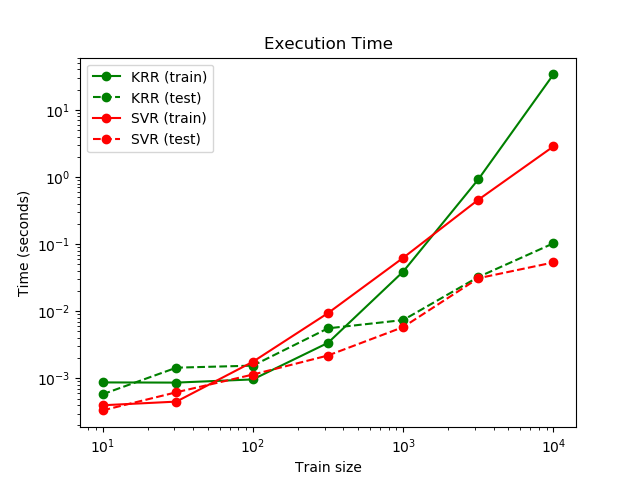 Execution Time
KRR (train)
KRR (test)
SVR (train)
SVR (test)
10¹
10⁰
10⁻¹
10⁻²
10⁻³
Time (seconds)
10¹ 10² 10³ 10⁴
Train size